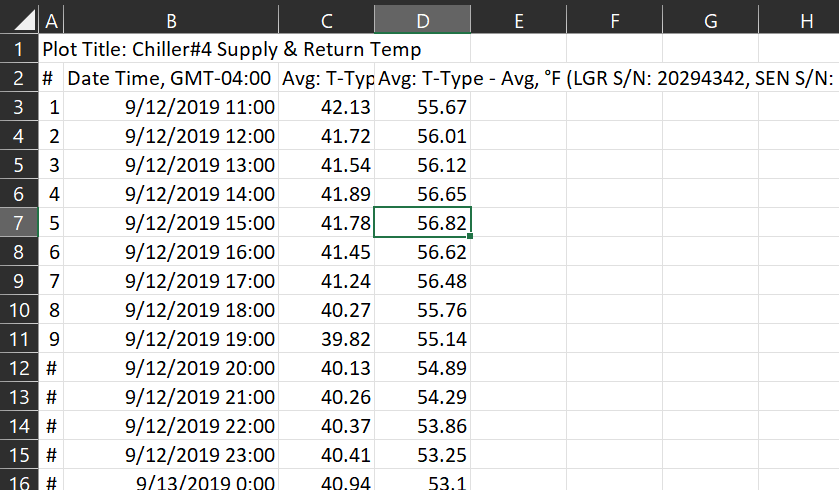 A B C D E F G H
1 Plot Title: Chiller#4 Supply & Return Temp
2 # Date Time, GMT-04:00 Avg: T-Typ Avg: T-Type - Avg, °F (LGR S/N: 20294342, SEN S/N:
3 1 9/12/2019 11:00 42.13 55.67
4 2 9/12/2019 12:00 41.72 56.01
5 3 9/12/2019 13:00 41.54 56.12
6 4 9/12/2019 14:00 41.89 56.65
7 5 9/12/2019 15:00 41.78 56.82
8 6 9/12/2019 16:00 41.45 56.62
9 7 9/12/2019 17:00 41.24 56.48
10 8 9/12/2019 18:00 40.27 55.76
11 9 9/12/2019 19:00 39.82 55.14
12 # 9/12/2019 20:00 40.13 54.89
13 # 9/12/2019 21:00 40.26 54.29
14 # 9/12/2019 22:00 40.37 53.86
15 # 9/12/2019 23:00 40.41 53.25
16 # 9/13/2019 0:00 40.94 53.1